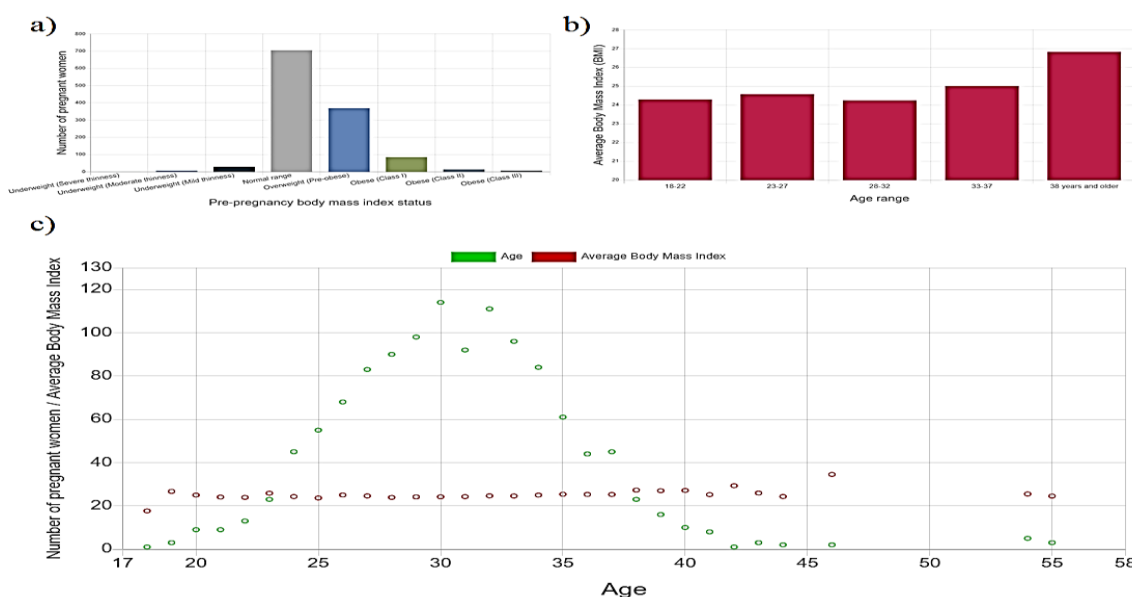 a)
Number of pregnant women
800
700
600
500
400
300
200
100
0
Underweight (Severe thinness)
Underweight (Moderate thinness)
Underweight (Mild thinness)
Normal range
Overweight (Pre-obese)
Obese (Class I)
Obese (Class II)
Obese (Class III)
Pre-pregnancy body mass index status
b)
Average Body Mass Index (BMI)
28
27
26
25
24
23
22
21
20
18-22
23-27
28-32
33-37
38 years and older
Age range
c)
Age
Average Body Mass Index
Number of pregnant women / Average Body Mass Index
130
120
100
80
60
40
20
0
17
20
25
30
35
40
45
50
55
58
Age